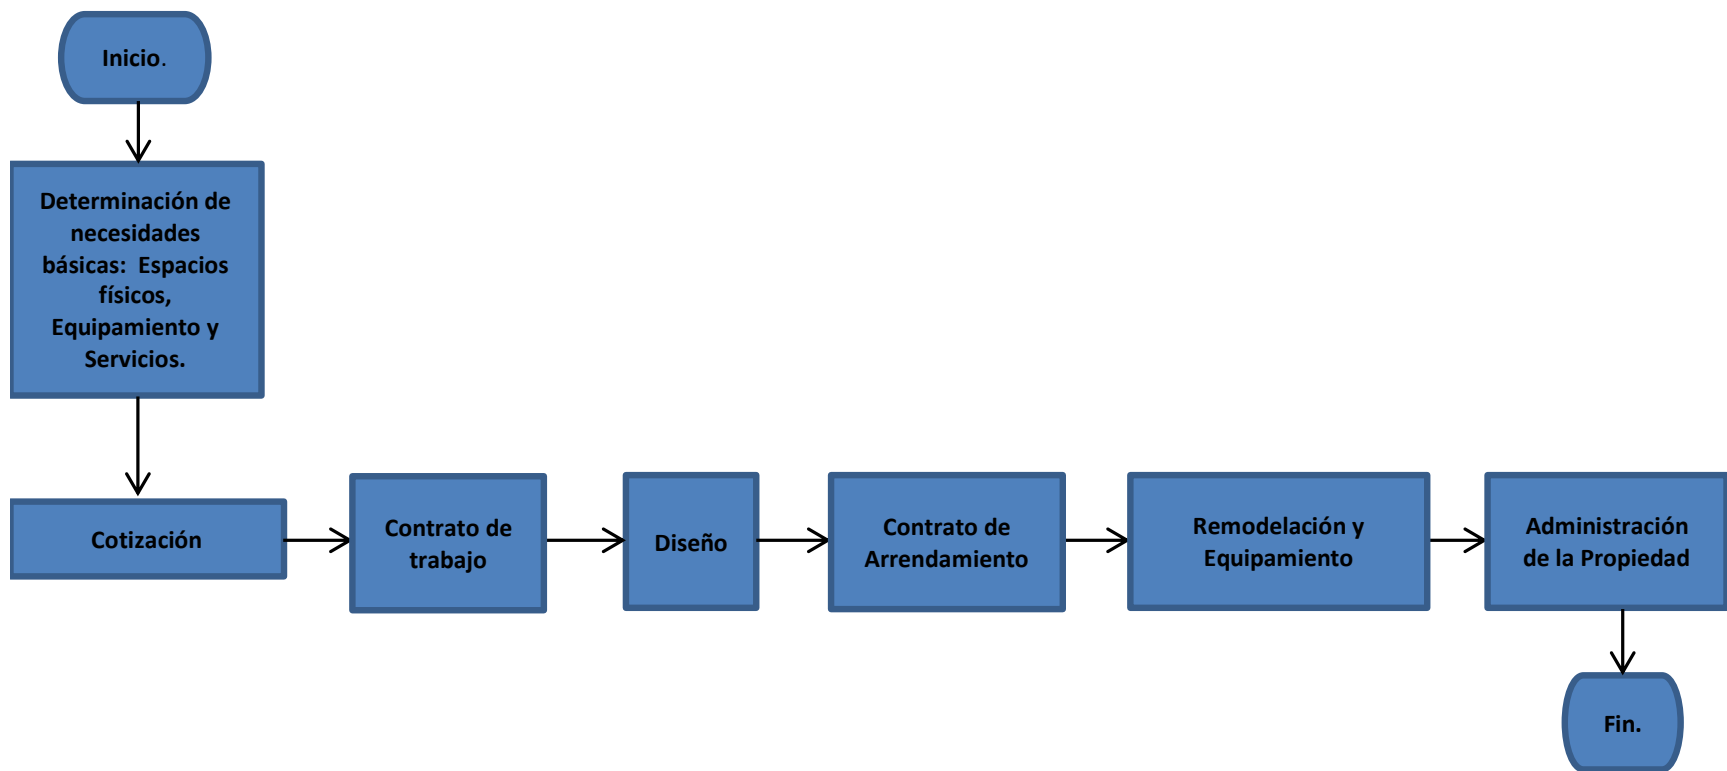 Inicio.
Determinación de
necesidades
básicas:  Espacios
físicos,
Equipamiento y
Servicios.
Cotización
Contrato de
trabajo
Diseño
Contrato de
Arrendamiento
Remodelación y
Equipamiento
Administración
de la Propiedad
Fin.